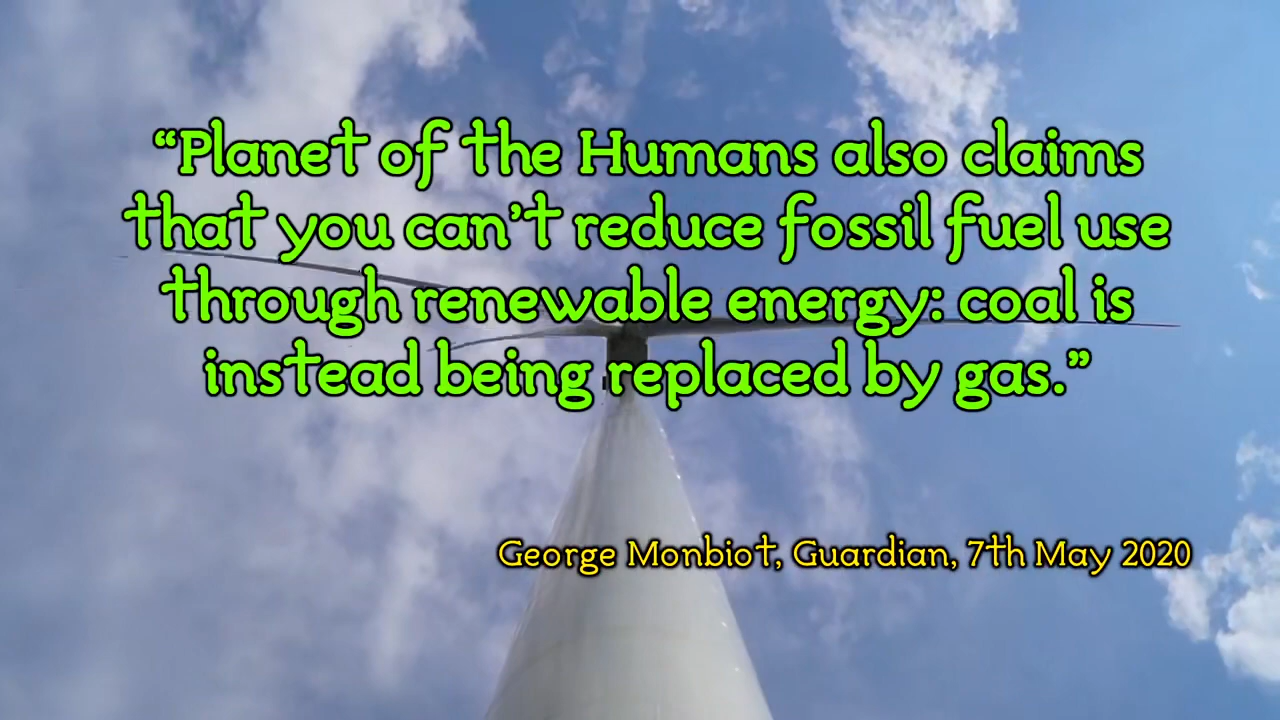 “Planet of the Humans also claims
that you can’t reduce fossil fuel use
through renewable energy: coal is
instead being replaced by gas.”
George Monbiot, Guardian, 7th May 2020